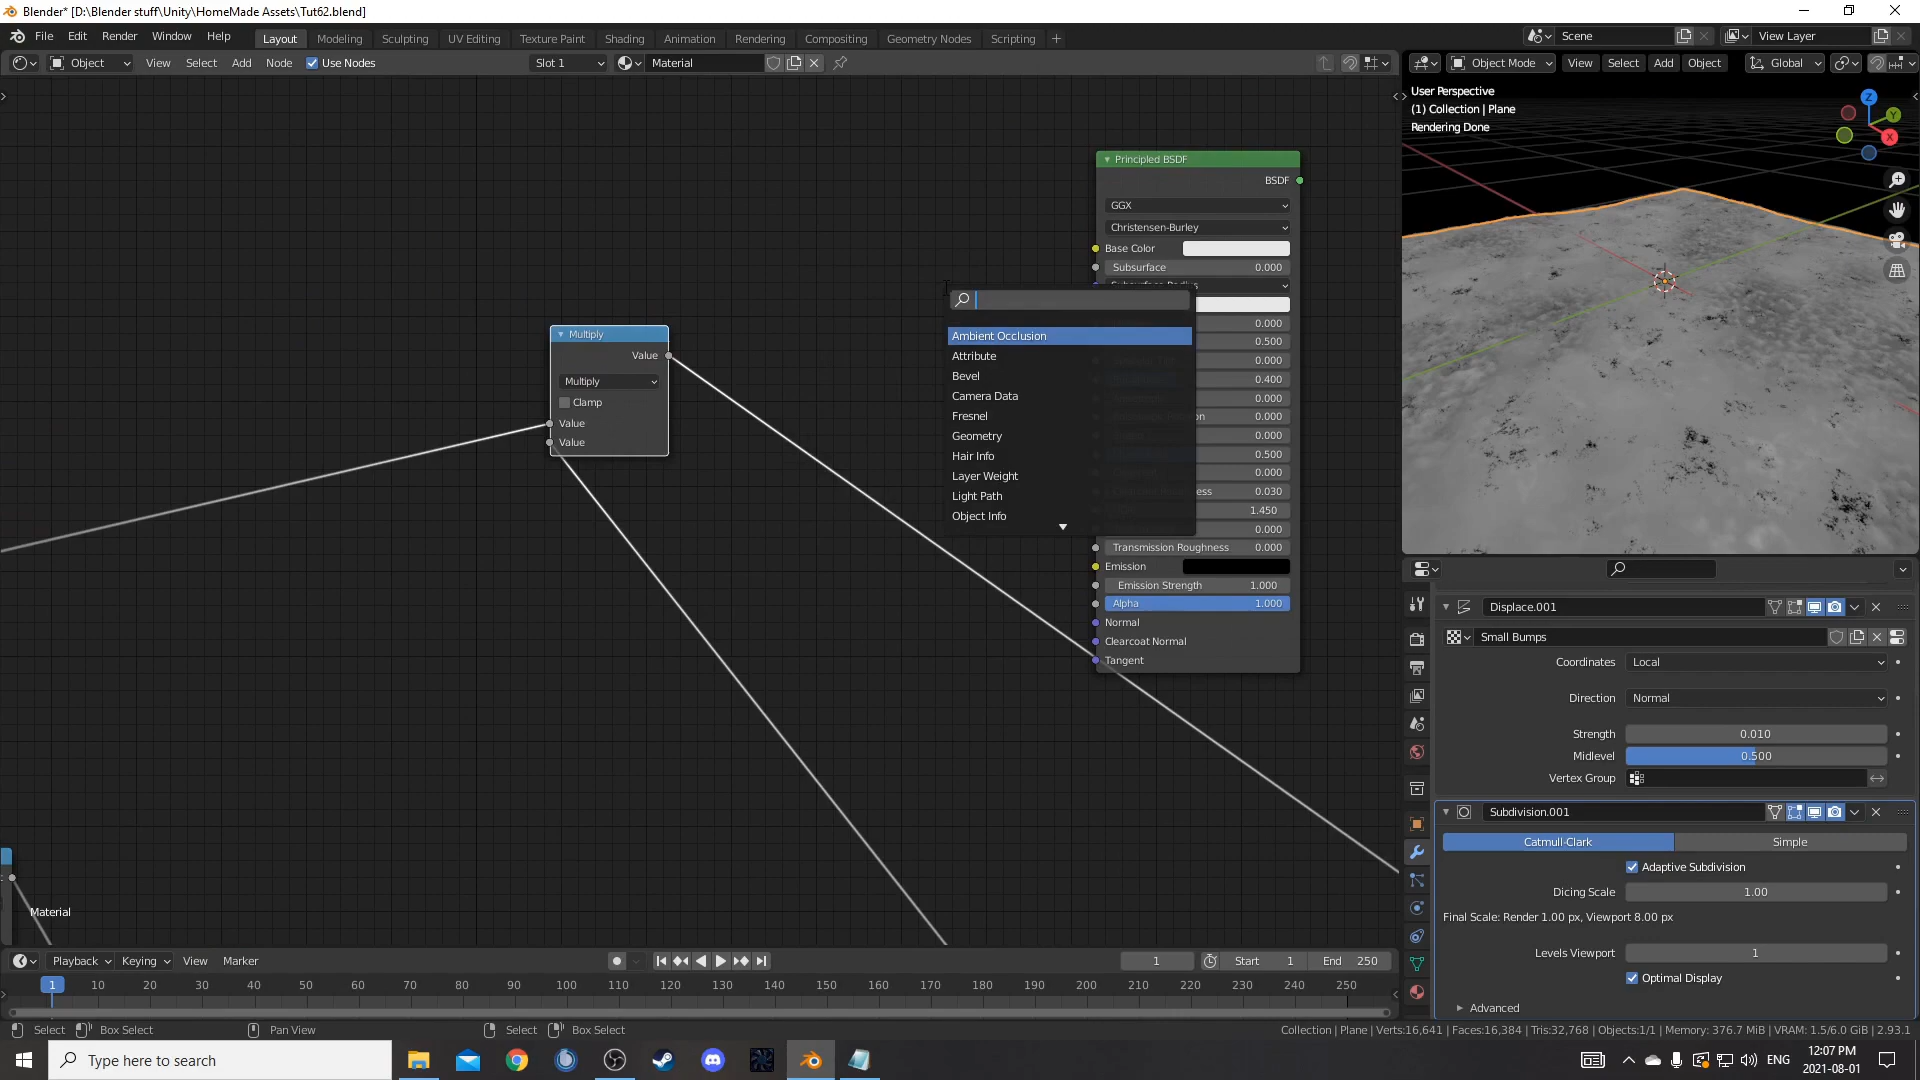 Blender* [D:\Blender stuff\Unity\HomeMade Assets\Tut62.blend]
File Edit Render Window Help Layout Modeling Sculpting UV Editing Texture Paint Shading Animation Rendering Compositing Geometry Nodes Scripting + Scene View Layer
Object View Select Add Node Use Nodes Slot 1 Material Object Mode View Select Add Object Global
User Perspective
(1) Collection | Plane
Rendering Done
Z
Y
X
Principled BSDF
BSDF
GGX
Christensen-Burley
Base Color
Subsurface 0.000
Ambient Occlusion
Attribute
Bevel
Camera Data
Fresnel
Geometry
Hair Info
Layer Weight
Light Path
Object Info
0.000
0.500
0.000
0.400
0.000
0.000
0.000
0.500
0.000
0.030
1.450
0.000
Transmission Roughness 0.000
Emission
Emission Strength 1.000
Alpha 1.000
Normal
Clearcoat Normal
Tangent
Multiply
Value
Multiply
Clamp
Value
Value
Material
Displace.001
Small Bumps
Coordinates Local
Direction Normal
Strength 0.010
Midlevel 0.500
Vertex Group
Subdivision.001
Catmull-Clark Simple
Adaptive Subdivision
Dicing Scale 1.00
Final Scale: Render 1.00 px, Viewport 8.00 px
Levels Viewport 1
Optimal Display
Advanced
Playback Keying View Marker 1 Start 1 End 250
1 10 20 30 40 50 60 70 80 90 100 110 120 130 140 150 160 170 180 190 200 210 220 230 240 250
Select Box Select Pan View Select Box Select Collection | Plane | Verts:16,641 | Faces:16,384 | Tris:32,768 | Objects:1/1 | Memory: 376.7 MiB | VRAM: 1.5/6.0 GiB | 2.93.1
Type here to search ENG 12:07 PM
2021-08-01